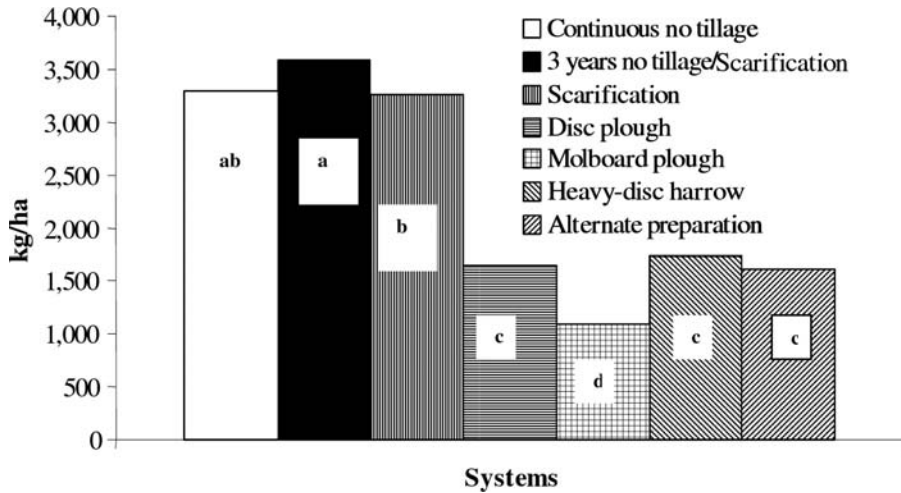 4,000
3,500
3,000
2,500
2,000
1,500
1,000
500
0
kg/ha
Continuous no tillage
3 years no tillage/Scarification
Scarification
Disc plough
Molboard plough
Heavy-disc harrow
Alternate preparation
ab
a
b
c
d
c
c
Systems